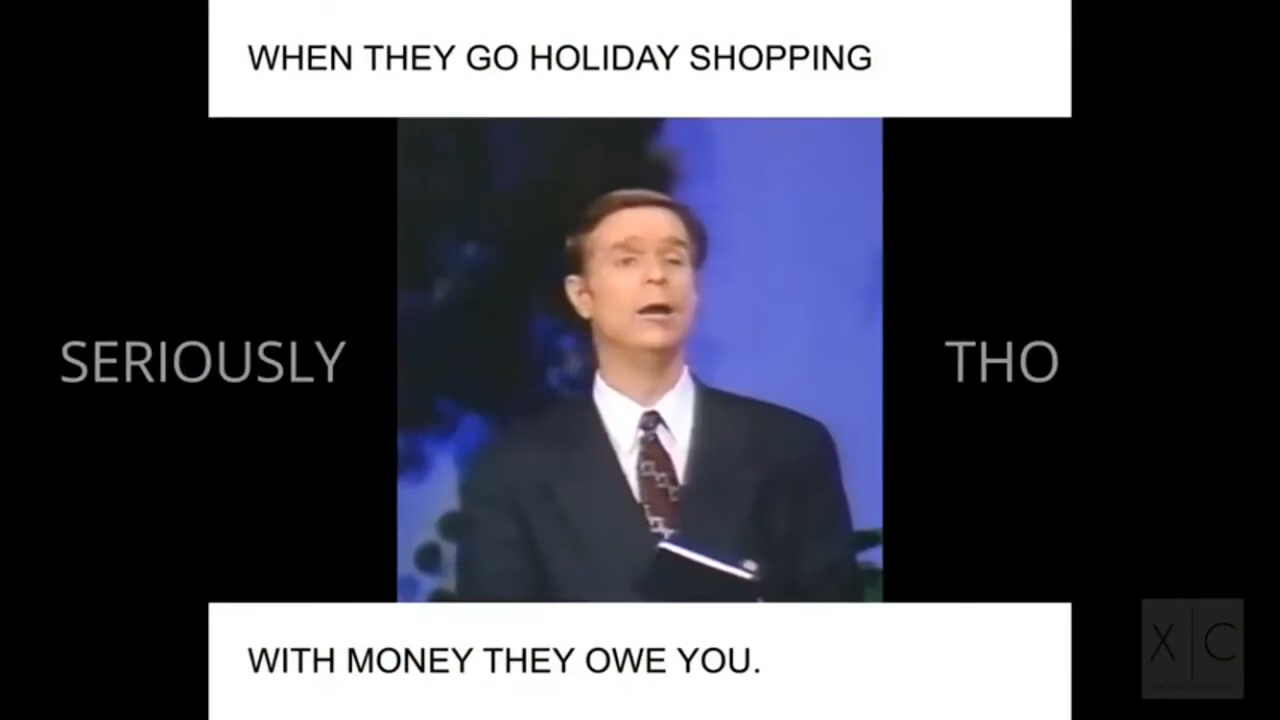 WHEN THEY GO HOLIDAY SHOPPING
SERIOUSLY THO
WITH MONEY THEY OWE YOU.
X|C